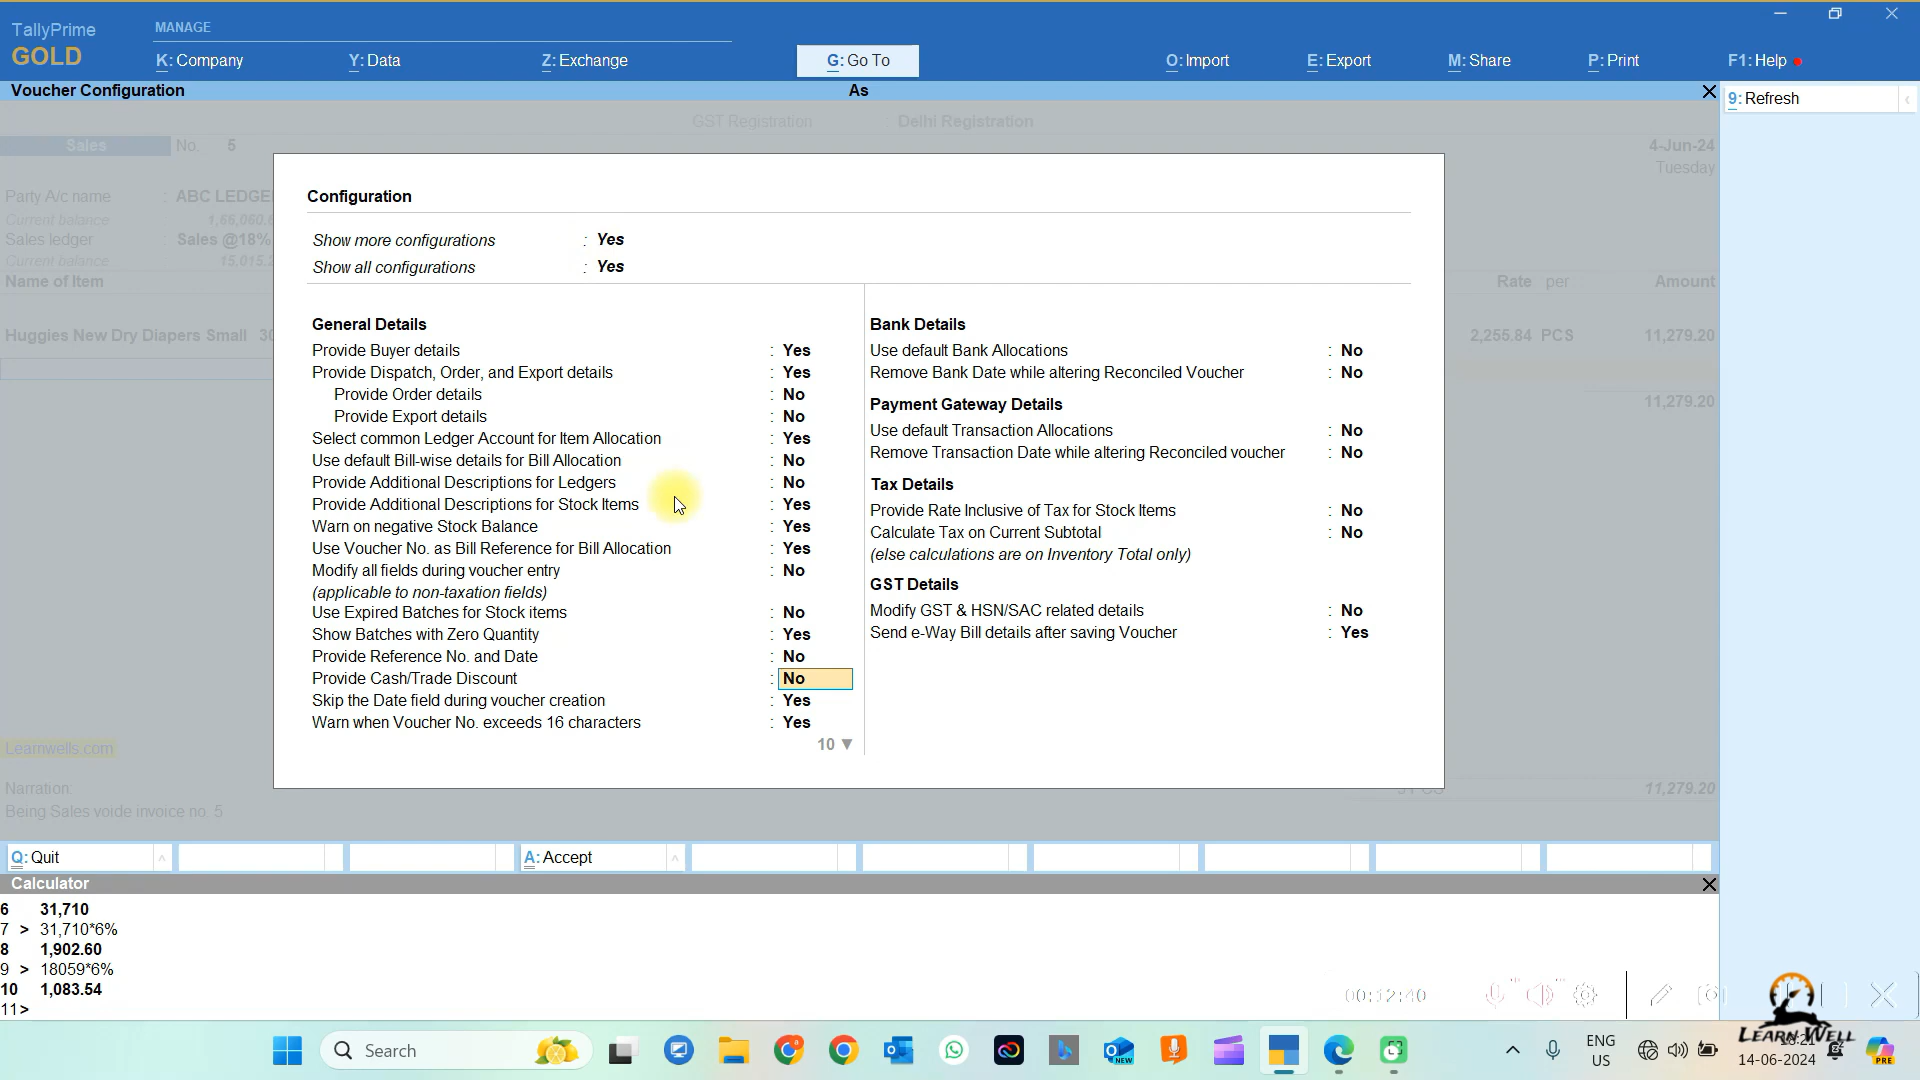 TallyPrime
GOLD
MANAGE
K: Company
Y: Data
Z: Exchange
G: Go To
O: Import
E: Export
M: Share
P: Print
F1: Help
Voucher Configuration
As
9: Refresh
GST Registration
Delhi Registration
Sales
No. 5
4-Jun-24
Tuesday
Party A/c name : ABC LEDGE
Current balance
Sales ledger : Sales @18%
Current balance
Name of Item
Rate per
Amount
Huggies New Dry Diapers Small 30
2,255.84 PCS
11,279.20
11,279.20
Configuration
Show more configurations : Yes
Show all configurations : Yes
General Details
Provide Buyer details : Yes
Provide Dispatch, Order, and Export details : Yes
Provide Order details : No
Provide Export details : No
Select common Ledger Account for Item Allocation : Yes
Use default Bill-wise details for Bill Allocation : No
Provide Additional Descriptions for Ledgers : No
Provide Additional Descriptions for Stock Items : Yes
Warn on negative Stock Balance : Yes
Use Voucher No. as Bill Reference for Bill Allocation : Yes
Modify all fields during voucher entry : No
(applicable to non-taxation fields)
Use Expired Batches for Stock items : No
Show Batches with Zero Quantity : Yes
Provide Reference No. and Date : No
Provide Cash/Trade Discount : No
Skip the Date field during voucher creation : Yes
Warn when Voucher No. exceeds 16 characters : Yes
10 ▼
Bank Details
Use default Bank Allocations : No
Remove Bank Date while altering Reconciled Voucher : No
Payment Gateway Details
Use default Transaction Allocations : No
Remove Transaction Date while altering Reconciled voucher : No
Tax Details
Provide Rate Inclusive of Tax for Stock Items : No
Calculate Tax on Current Subtotal : No
(else calculations are on Inventory Total only)
GST Details
Modify GST & HSN/SAC related details : No
Send e-Way Bill details after saving Voucher : Yes
Learnwells.com
Narration:
Being Sales voide invoice no. 5
11,279.20
Q: Quit
A: Accept
Calculator
6 31,710
7 > 31,710*6%
8 1,902.60
9 > 18059*6%
10 1,083.54
11>
00:12:40
LEARNWELL
Search
NEW
ENG
US
14-06-2024
PRE